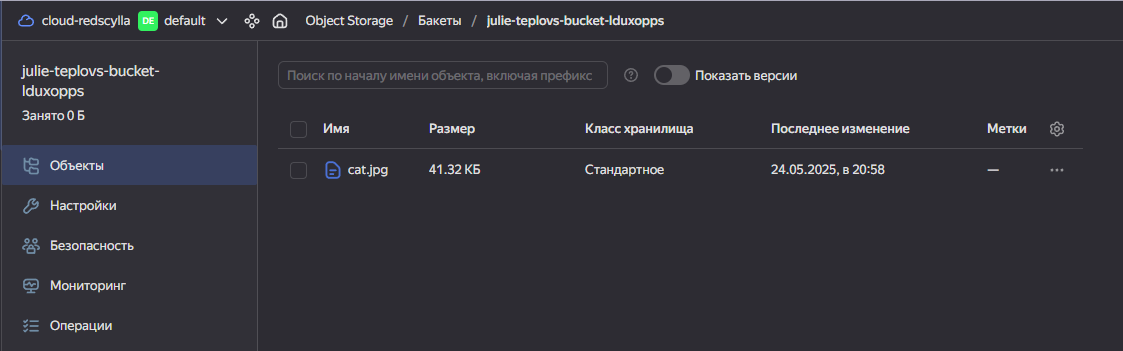 cloud-redscylla DE default Object Storage / Бакеты / julie-teplovs-bucket-lduxopps
julie-teplovs-bucket-
lduxopps
Занято 0 Б
Объекты
Настройки
Безопасность
Мониторинг
Операции
Поиск по началу имени объекта, включая префикс ? Показать версии
Имя Размер Класс хранилища Последнее изменение Метки
cat.jpg 41.32 КБ Стандартное 24.05.2025, в 20:58 —